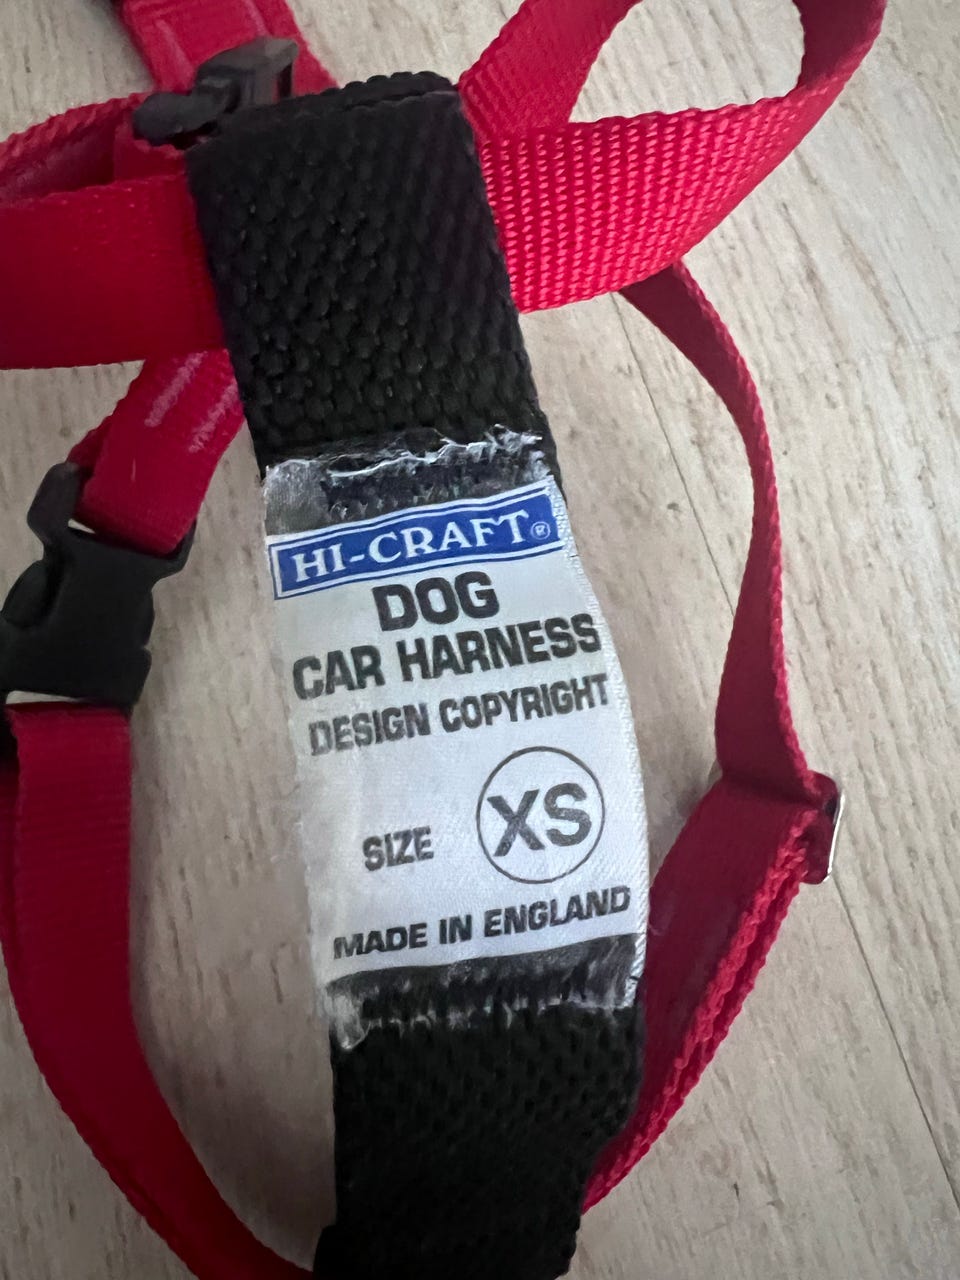 HI-CRAFT®
DOG
CAR HARNESS
DESIGN COPYRIGHT
SIZE XS
MADE IN ENGLAND